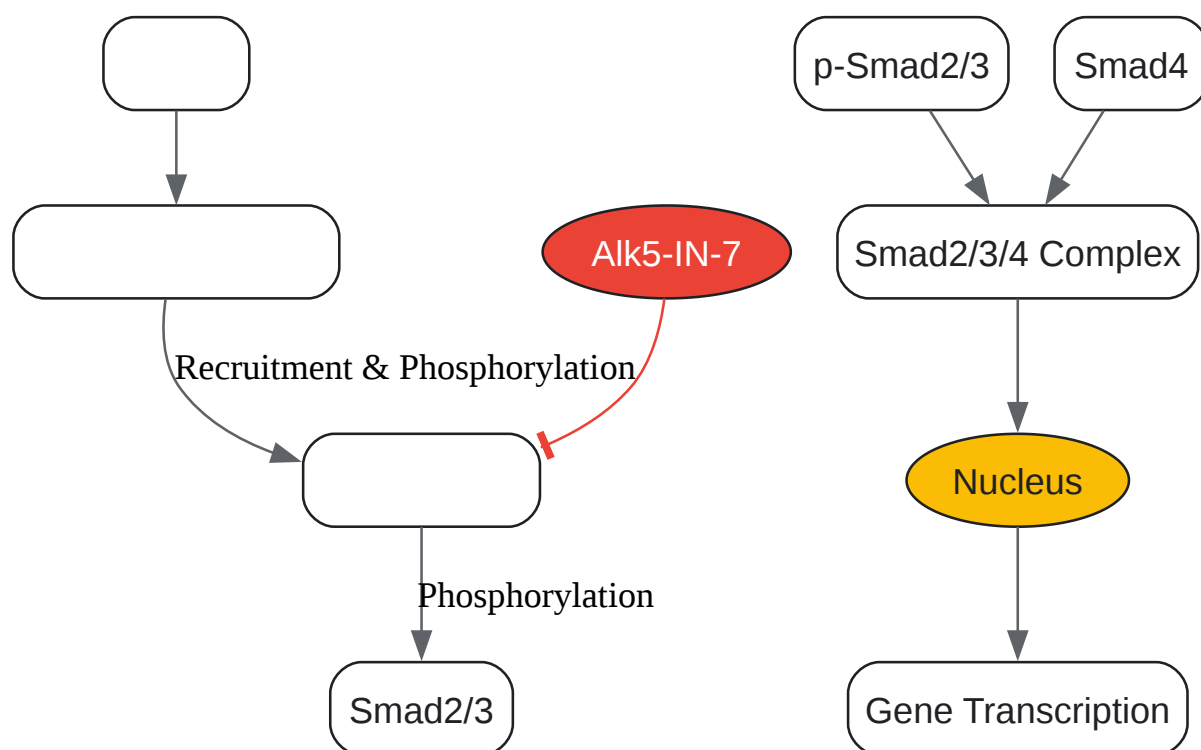 p-Smad2/3
Smad4
Alk5-IN-7
Smad2/3/4 Complex
Recruitment & Phosphorylation
Nucleus
Phosphorylation
Smad2/3
Gene Transcription